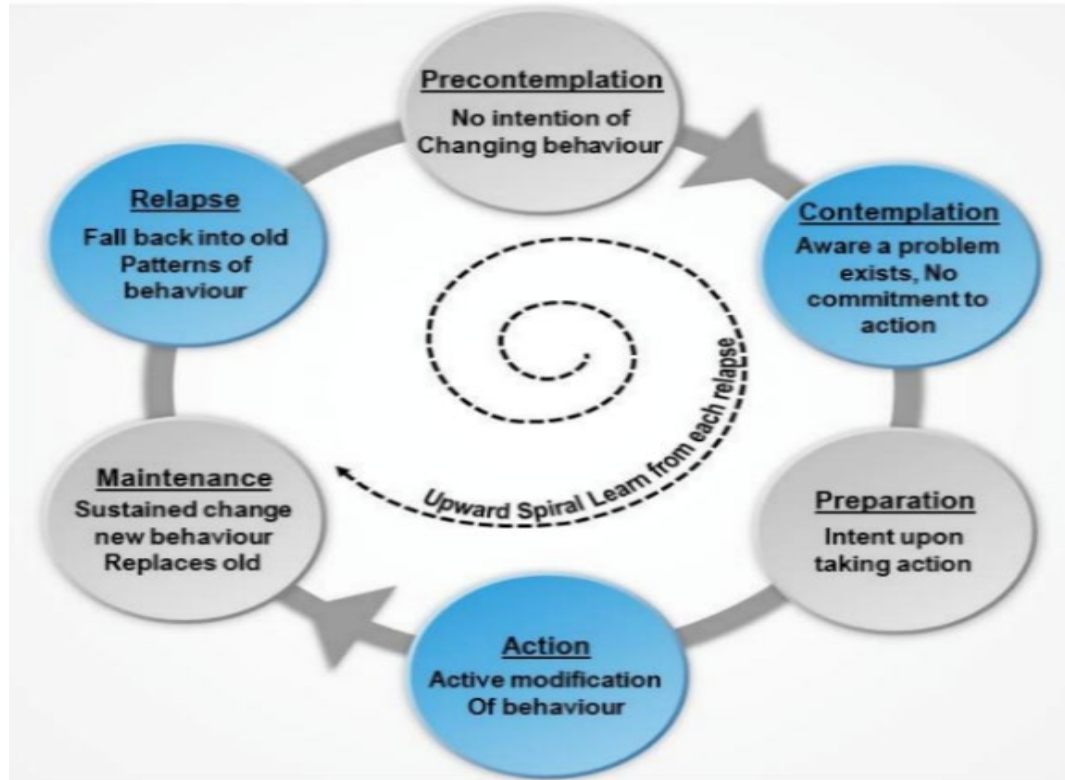 Precontemplation
No intention of
Changing behaviour
Contemplation
Aware a problem
exists, No
commitment to
action
Preparation
Intent upon
taking action
Action
Active modification
Of behaviour
Maintenance
Sustained change
new behaviour
Replaces old
Relapse
Fall back into old
Patterns of
behaviour
Upward Spiral Learn from each relapse